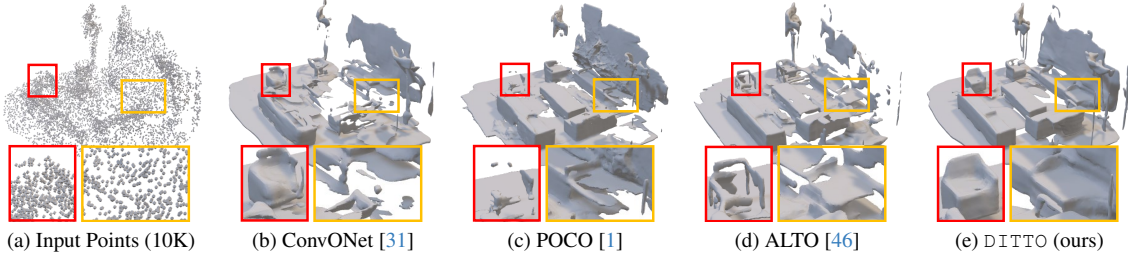 (a) Input Points (10K)
(b) ConvONet [31]
(c) POCO [1]
(d) ALTO [46]
(e) DITTO (ours)